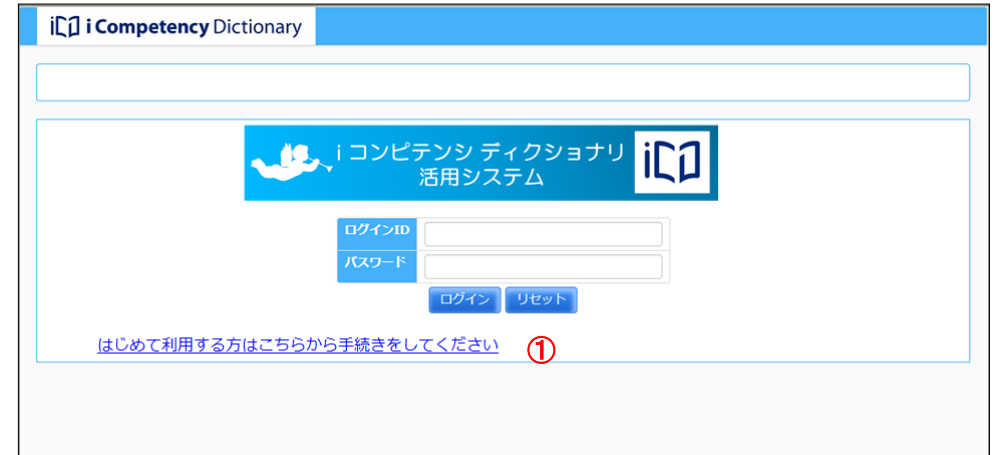 iCD i Competency Dictionary
i コンピテンシ ディクショナリ
活用システム
iCD
ログインID
パスワード
ログイン リセット
はじめて利用する方はこちらから手続きをしてください ①